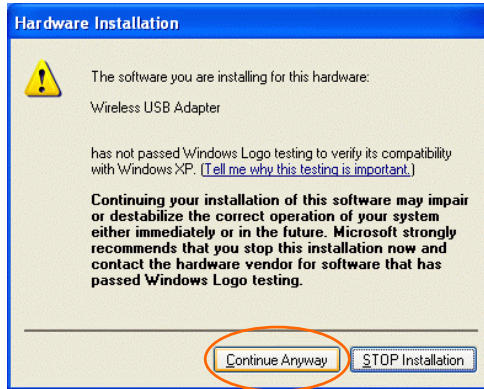 Hardware Installation
The software you are installing for this hardware:
Wireless USB Adapter
has not passed Windows Logo testing to verify its compatibility
with Windows XP. (Tell me why this testing is important.)
Continuing your installation of this software may impair
or destabilize the correct operation of your system
either immediately or in the future. Microsoft strongly
recommends that you stop this installation now and
contact the hardware vendor for software that has
passed Windows Logo testing.
Continue Anyway
STOP Installation